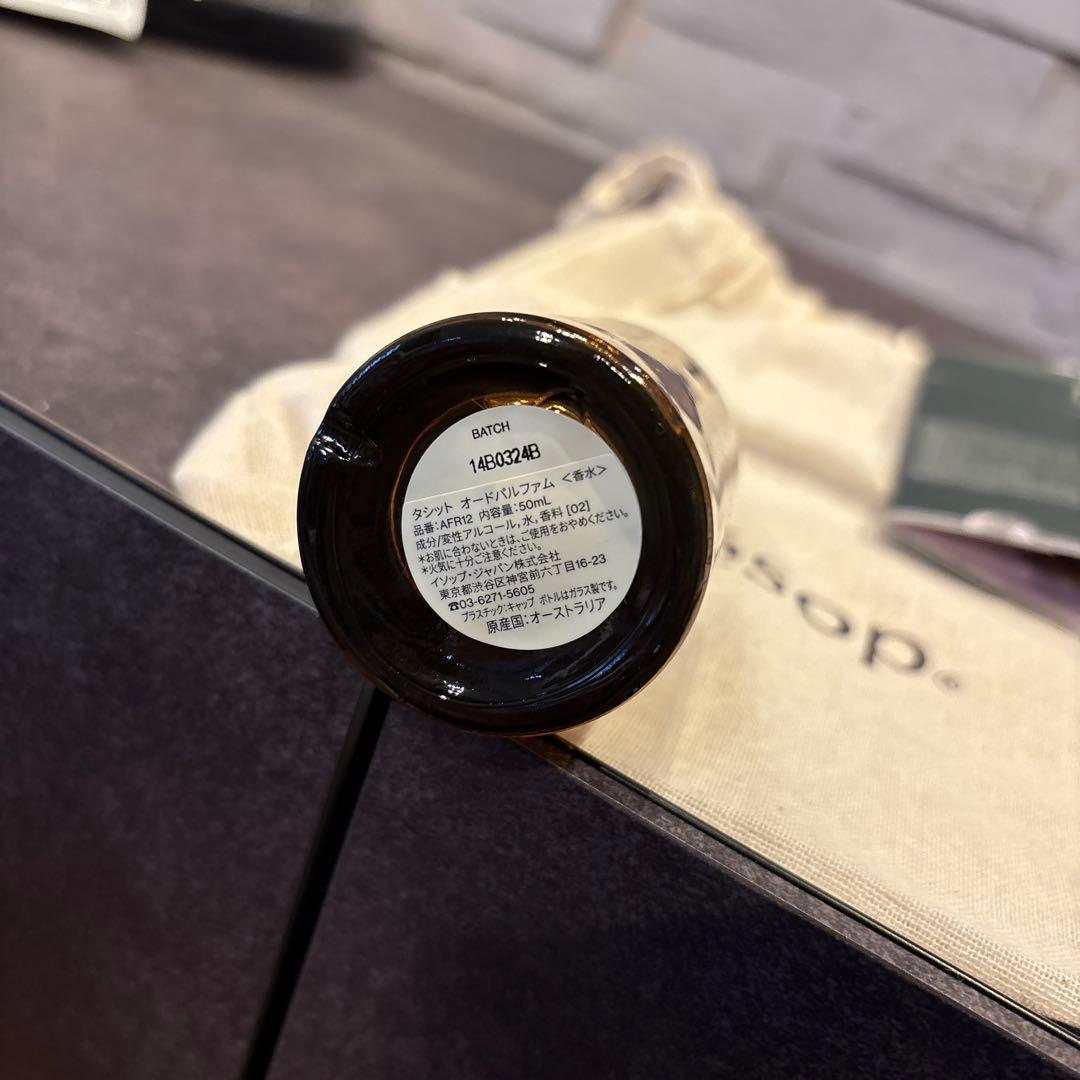 BATCH
14B0324B
タシット オードパルファム <香水>
品番:AFR12 内容量:50mL
成分/変性アルコール,水,香料 [02]
*お肌に合わないときは、ご使用をおやめください。
*火気に十分ご注意ください。
イソップ・ジャパン株式会社
東京都渋谷区神宮前六丁目16-23
☎03-6271-5605
プラスチック:キャップ ボトルはガラス製です。
原産国:オーストラリア
esop®